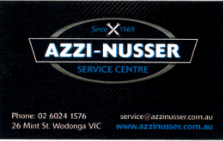 Since 1969
AZZI-NUSSER
SERVICE CENTRE
Phone: 02 6024 1576
service@azzinusser.com.au
26 Mint St. Wodonga VIC
www.azzinusser.com.au